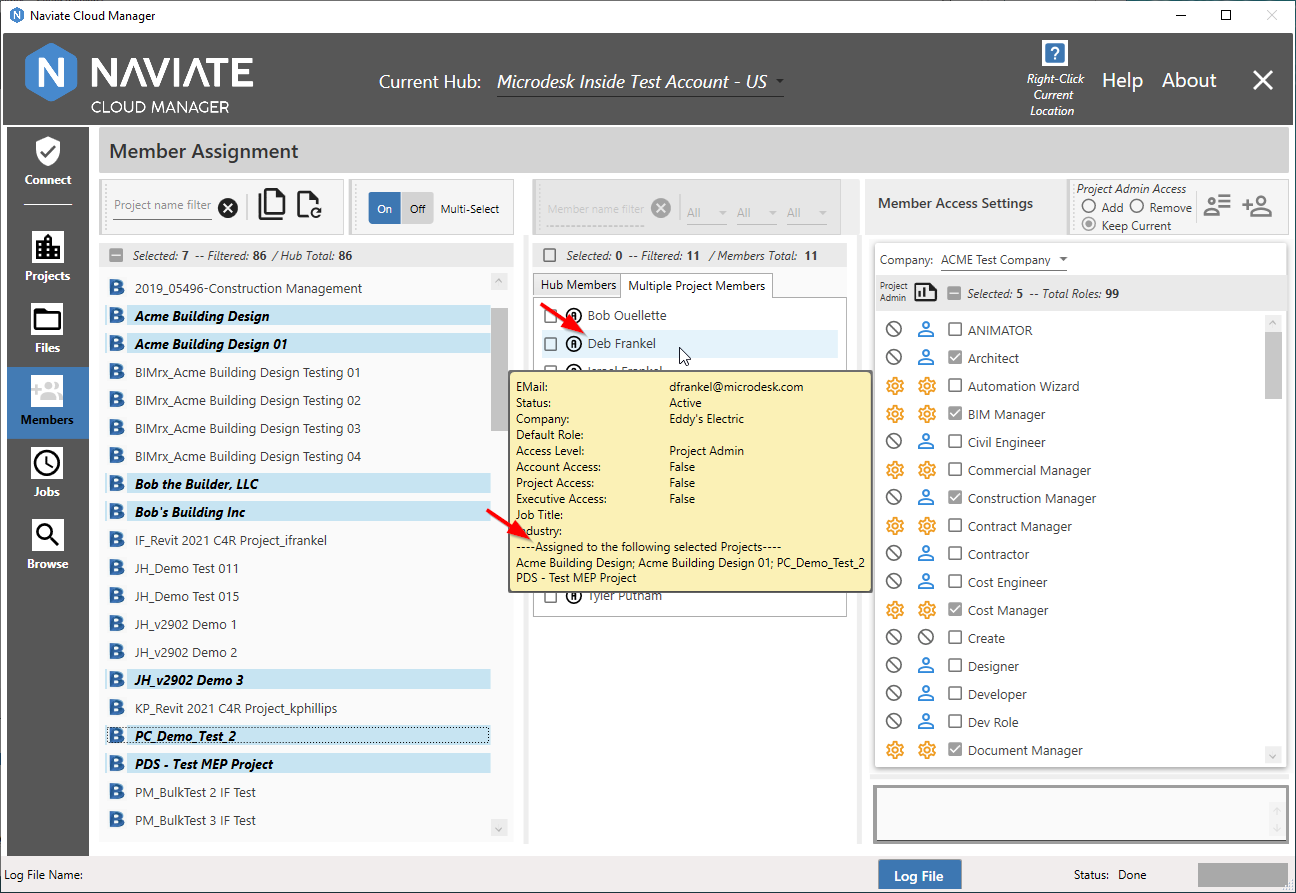 Naviate Cloud Manager
NAVIATE
CLOUD MANAGER
Current Hub: Microdesk Inside Test Account - US
?
Right-Click
Current
Location
Help
About
Connect
Projects
Files
Members
Jobs
Browse
Member Assignment
Project name filter
On Off Multi-Select
Member name filter
All All All
Member Access Settings
Project Admin Access
Add Remove
Keep Current
Selected: 7 -- Filtered: 86 / Hub Total: 86
2019_05496-Construction Management
Acme Building Design
Acme Building Design 01
BIMrx_Acme Building Design Testing 01
BIMrx_Acme Building Design Testing 02
BIMrx_Acme Building Design Testing 03
BIMrx_Acme Building Design Testing 04
Bob the Builder, LLC
Bob's Building Inc
IF_Revit 2021 C4R Project_ifrankel
JH_Demo Test 011
JH_Demo Test 015
JH_v2902 Demo 1
JH_v2902 Demo 2
JH_v2902 Demo 3
KP_Revit 2021 C4R Project_kphillips
PC_Demo_Test_2
PDS - Test MEP Project
PM_BulkTest 2 IF Test
PM_BulkTest 3 IF Test
Selected: 0 -- Filtered: 11 / Members Total: 11
Hub Members Multiple Project Members
Bob Ouellette
Deb Frankel
EMail: dfrankel@microdesk.com
Status: Active
Company: Eddy's Electric
Default Role:
Access Level: Project Admin
Account Access: False
Project Access: False
Executive Access: False
Job Title:
Industry:
----Assigned to the following selected Projects----
Acme Building Design; Acme Building Design 01; PC_Demo_Test_2
PDS - Test MEP Project
Tyler Putnam
Company: ACME Test Company
Project
Admin
Selected: 5 -- Total Roles: 99
ANIMATOR
Architect
Automation Wizard
BIM Manager
Civil Engineer
Commercial Manager
Construction Manager
Contract Manager
Contractor
Cost Engineer
Cost Manager
Create
Designer
Developer
Dev Role
Document Manager
Log File Name:
Log File
Status: Done